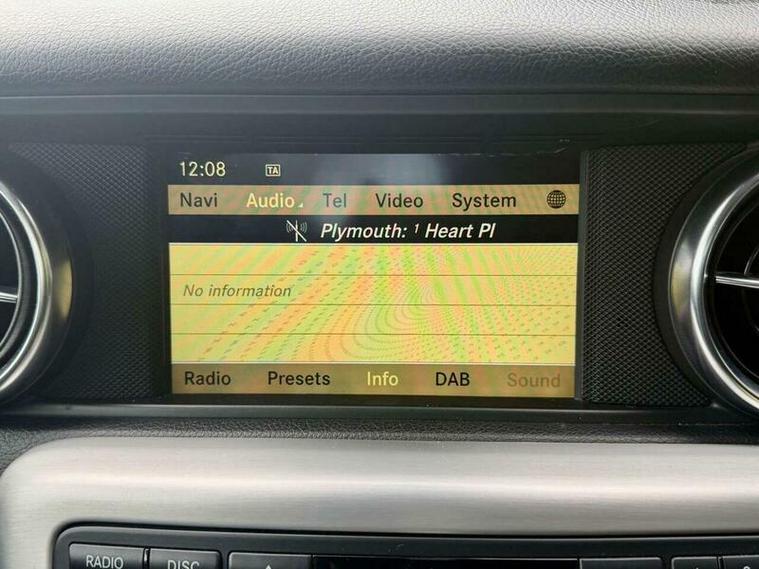 12:08 TA
Navi Audio Tel Video System
Plymouth: ¹ Heart Pl
No information
Radio Presets Info DAB Sound
RADIO DISC